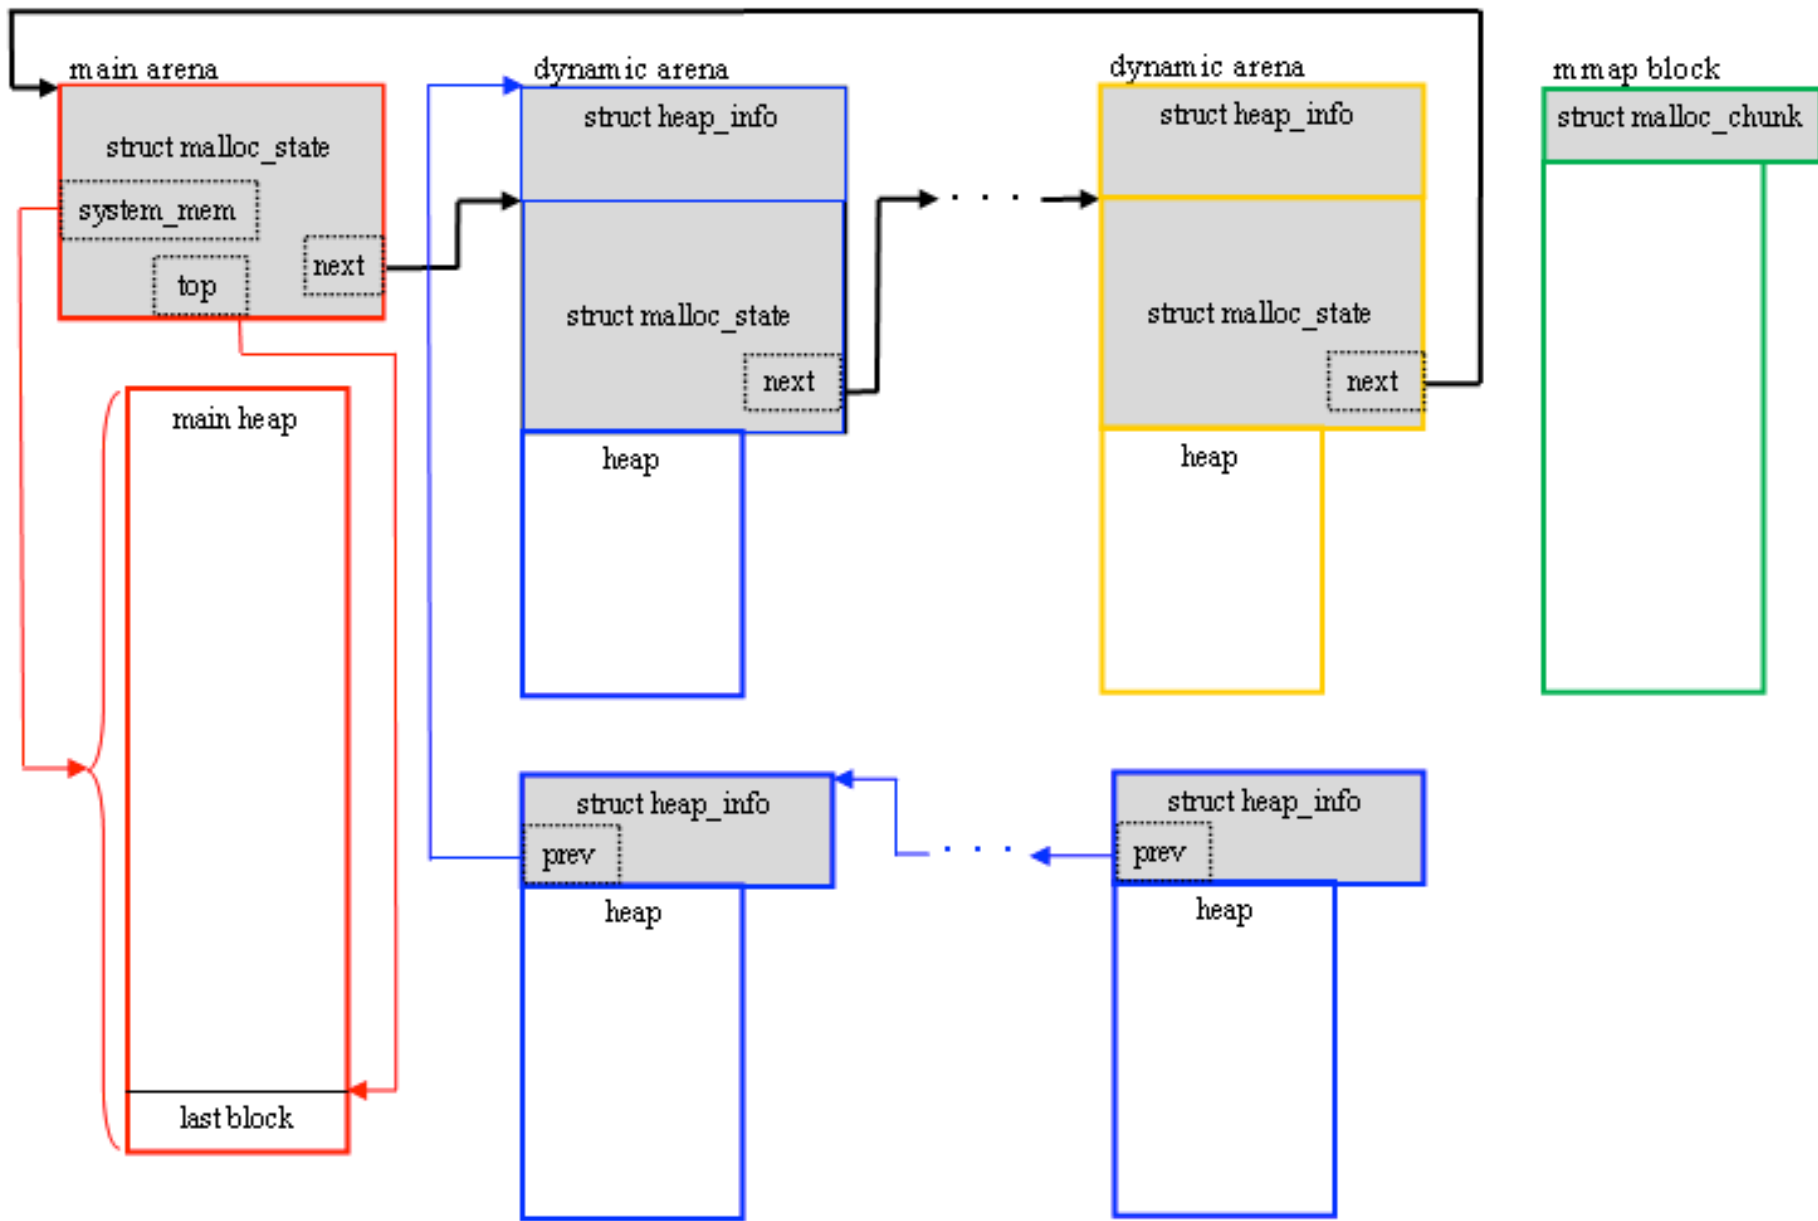 main arena
dynamic arena
dynamic arena
mmap block
struct malloc_state
system_mem
next
top
struct heap_info
struct malloc_state
next
heap
struct heap_info
struct malloc_state
next
heap
struct malloc_chunk
main heap
last block
struct heap_info
prev
heap
. . .
struct heap_info
prev
heap
. . .